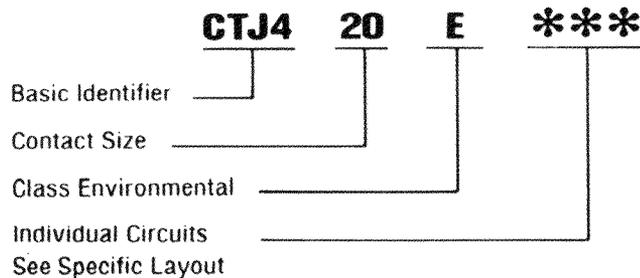 CTJ4 20 E ***
Basic Identifier
Contact Size
Class Environmental
Individual Circuits
See Specific Layout